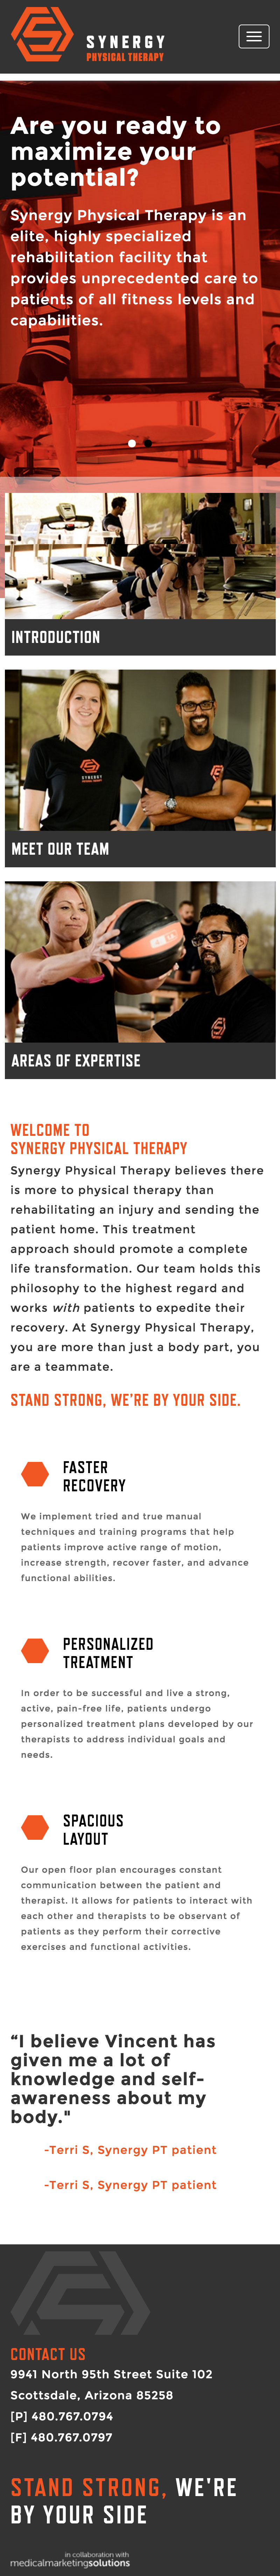 SYNERGY
PHYSICAL THERAPY
Are you ready to
maximize your
potential?
Synergy Physical Therapy is an
elite, highly specialized
rehabilitation facility that
provides unprecedented care to
patients of all fitness levels and
capabilities.
INTRODUCTION
SYNERGY
PHYSICAL THERAPY
MEET OUR TEAM
AREAS OF EXPERTISE
WELCOME TO
SYNERGY PHYSICAL THERAPY
Synergy Physical Therapy believes there
is more to physical therapy than
rehabilitating an injury and sending the
patient home. This treatment
approach should promote a complete
life transformation. Our team holds this
philosophy to the highest regard and
works with patients to expedite their
recovery. At Synergy Physical Therapy,
you are more than just a body part, you
are a teammate.
STAND STRONG, WE'RE BY YOUR SIDE.
FASTER
RECOVERY
We implement tried and true manual
techniques and training programs that help
patients improve active range of motion,
increase strength, recover faster, and advance
functional abilities.
PERSONALIZED
TREATMENT
In order to be successful and live a strong,
active, pain-free life, patients undergo
personalized treatment plans developed by our
therapists to address individual goals and
needs.
SPACIOUS
LAYOUT
Our open floor plan encourages constant
communication between the patient and
therapist. It allows for patients to interact with
each other and therapists to be observant of
patients as they perform their corrective
exercises and functional activities.
“I believe Vincent has
given me a lot of
knowledge and self-
awareness about my
body."
-Terri S, Synergy PT patient
-Terri S, Synergy PT patient
CONTACT US
9941 North 95th Street Suite 102
Scottsdale, Arizona 85258
[P] 480.767.0794
[F] 480.767.0797
STAND STRONG, WE'RE
BY YOUR SIDE
in collaboration with
medicalmarketingsolutions